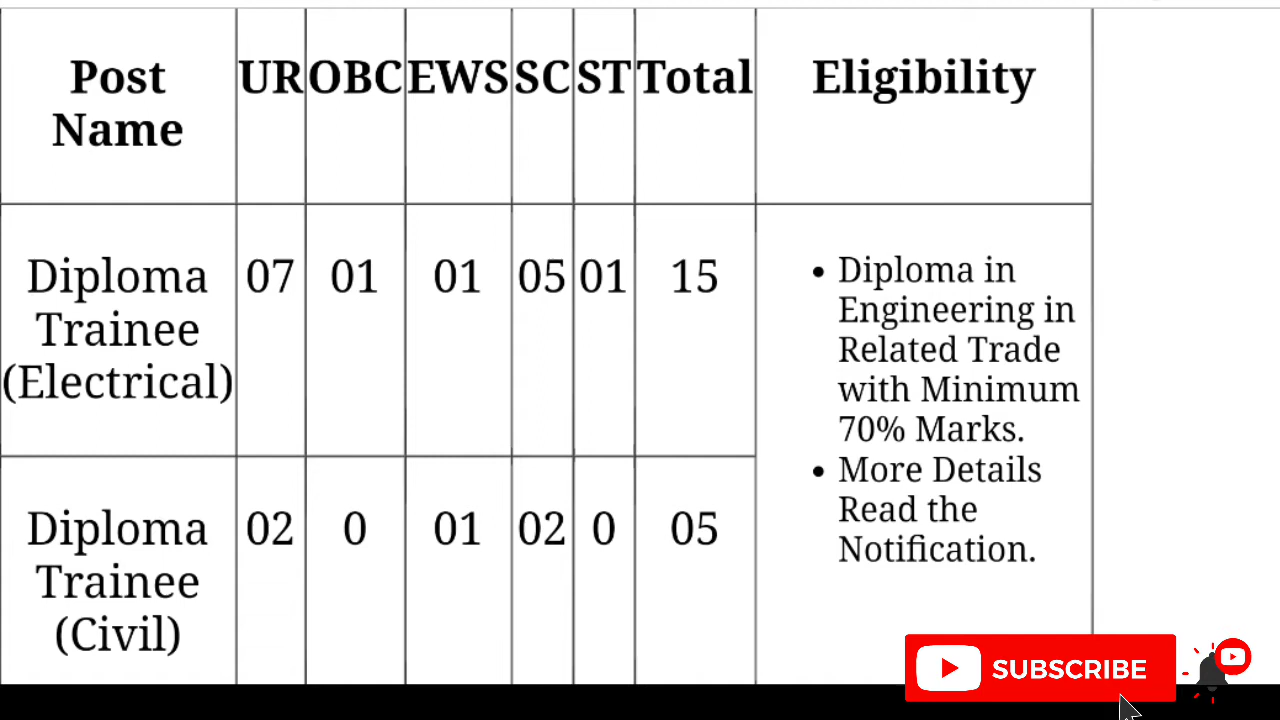 Post Name UR OBC EWS SC ST Total Eligibility
Diploma Trainee (Electrical) 07 01 01 05 01 15
• Diploma in
Engineering in
Related Trade
with Minimum
70% Marks.
• More Details
Read the
Notification.
Diploma Trainee (Civil) 02 0 01 02 0 05
SUBSCRIBE